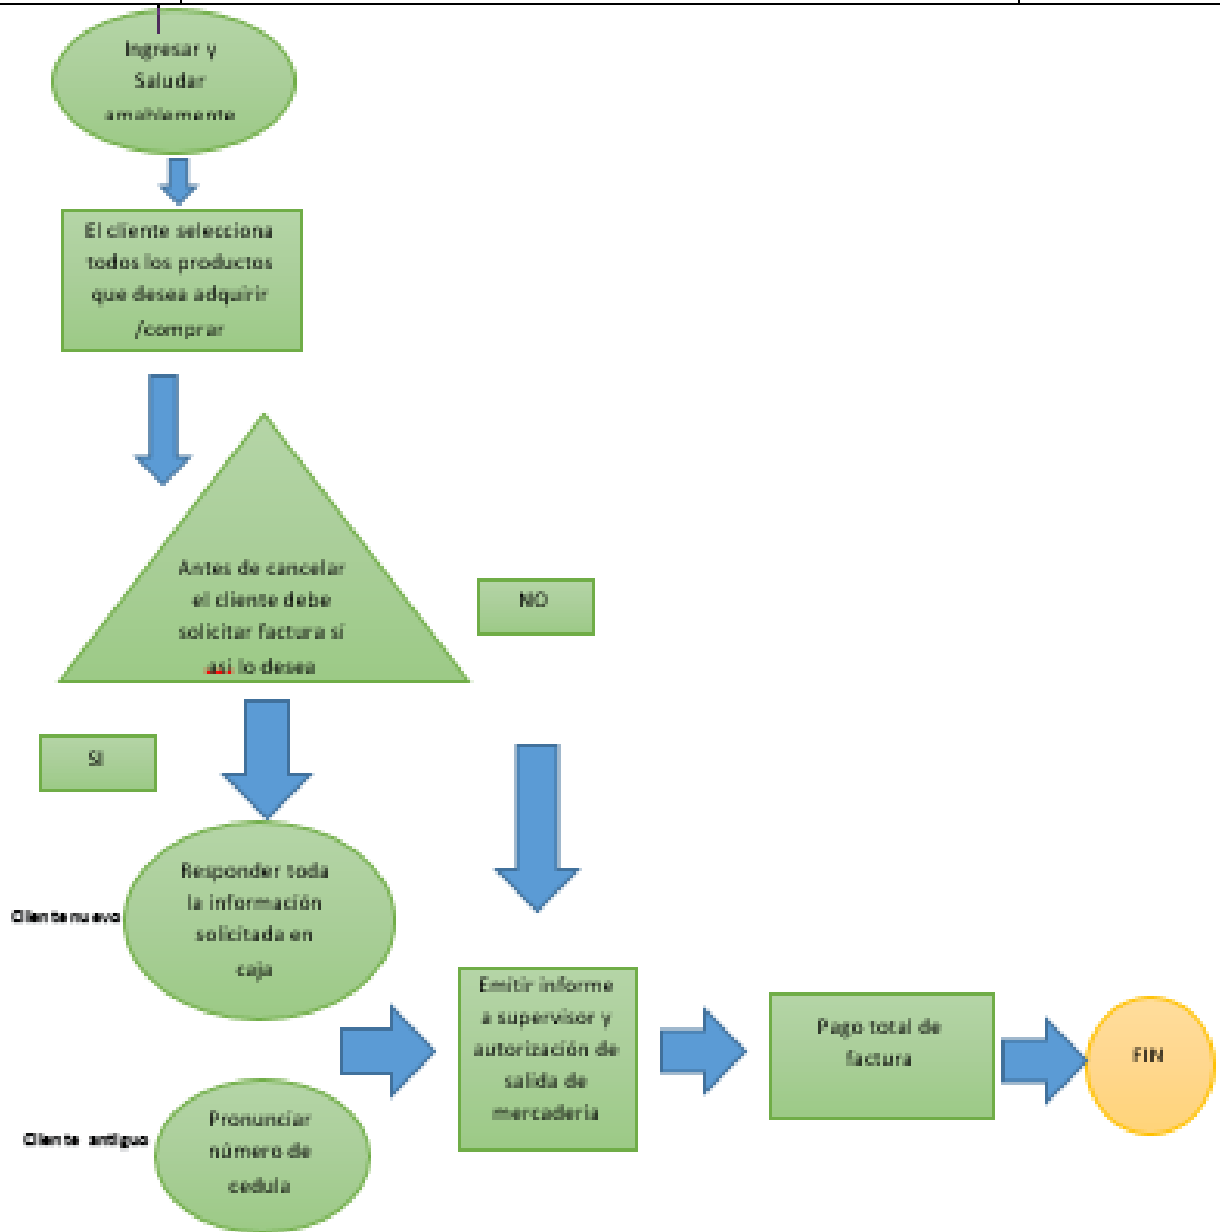 Ingresar y
Saludar
amablemente
El cliente selecciona
todos los productos
que desea adquirir
/comprar
Antes de cancelar
el cliente debe
solicitar factura si
asi lo desea
NO
SI
Responder toda
la información
solicitada en
caja
Cliente nuevo
Emitir informe
a supervisor y
autorización de
salida de
mercaderia
Pago total de
factura
FIN
Cliente antiguo
Pronunciar
número de
cedula